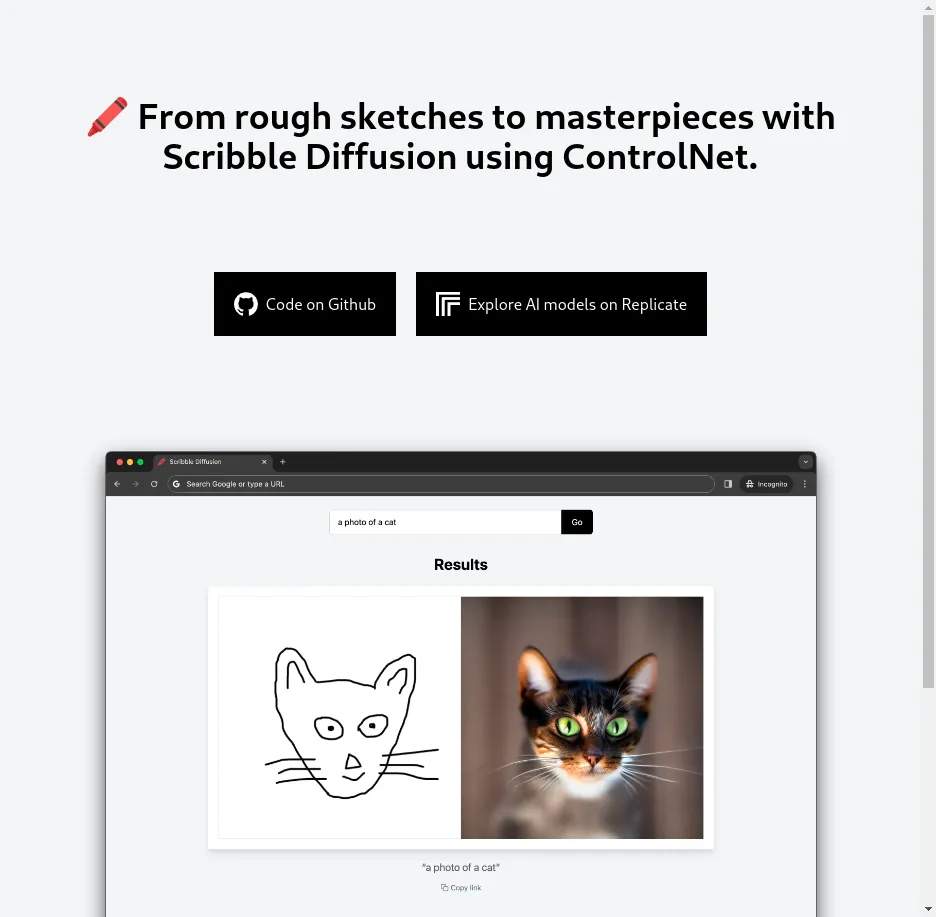 From rough sketches to masterpieces with
Scribble Diffusion using ControlNet.
Code on Github
Explore AI models on Replicate
Scribble Diffusion
Search Google or type a URL
Incognito
a photo of a cat
Go
Results
“a photo of a cat”
Copy link